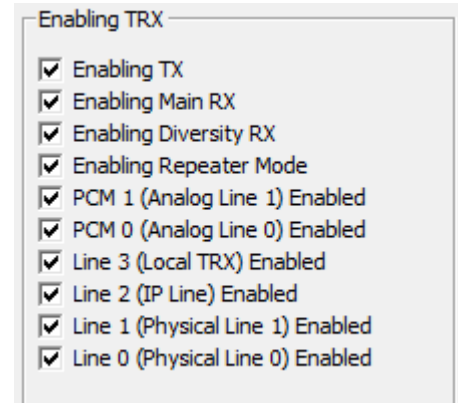 Enabling TRX
Enabling TX
Enabling Main RX
Enabling Diversity RX
Enabling Repeater Mode
PCM 1 (Analog Line 1) Enabled
PCM 0 (Analog Line 0) Enabled
Line 3 (Local TRX) Enabled
Line 2 (IP Line) Enabled
Line 1 (Physical Line 1) Enabled
Line 0 (Physical Line 0) Enabled